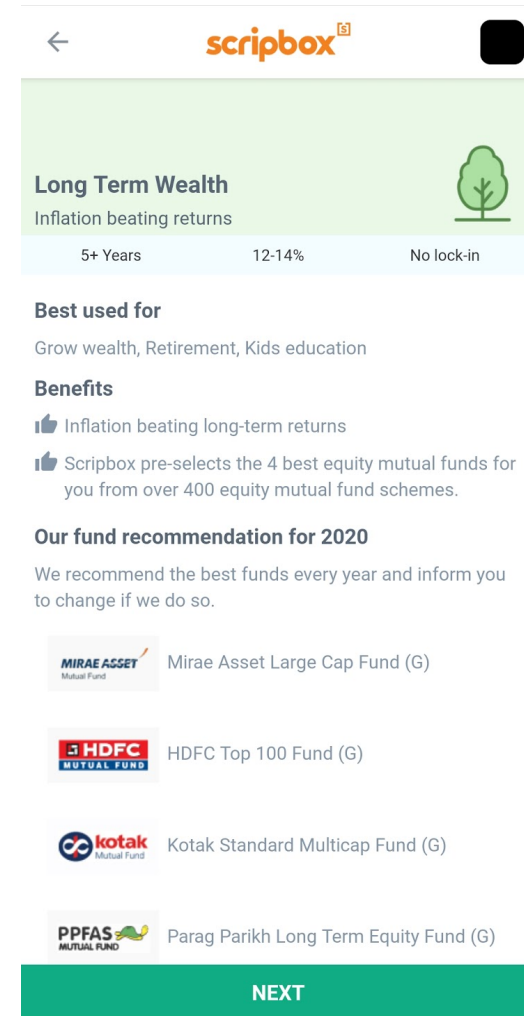 scripbox [s]
Long Term Wealth
Inflation beating returns
5+ Years 12-14% No lock-in
Best used for
Grow wealth, Retirement, Kids education
Benefits
Inflation beating long-term returns
Scripbox pre-selects the 4 best equity mutual funds for
you from over 400 equity mutual fund schemes.
Our fund recommendation for 2020
We recommend the best funds every year and inform you
to change if we do so.
MIRAE ASSET
Mutual Fund
Mirae Asset Large Cap Fund (G)
HDFC
MUTUAL FUND
HDFC Top 100 Fund (G)
kotak
Mutual Fund
Kotak Standard Multicap Fund (G)
PPFAS
MUTUAL FUND
Parag Parikh Long Term Equity Fund (G)
NEXT